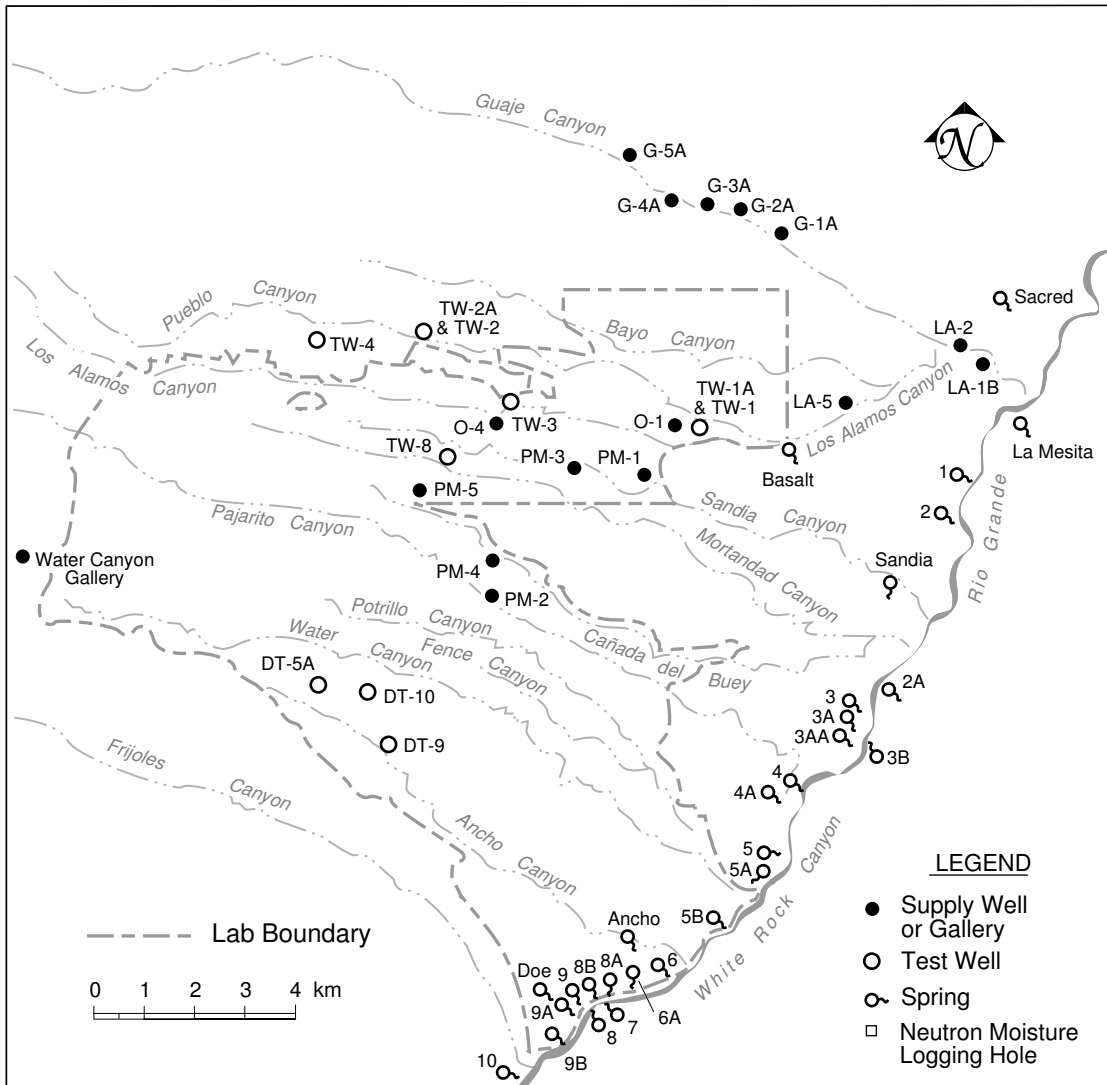 Guaje Canyon
G-5A
G-3A
G-4A
G-2A
G-1A
N
Sacred
Pueblo Canyon
TW-2A
& TW-2
TW-4
Bayo Canyon
LA-2
LA-1B
Los Alamos Canyon
TW-1A
& TW-1
LA-5
Los Alamos Canyon
O-4
TW-3
O-1
La Mesita
TW-8
PM-3
PM-1
Basalt
1
PM-5
2
Sandia Canyon
Pajarito Canyon
Mortandad Canyon
Rio Grande
Water Canyon
Gallery
PM-4
Sandia
PM-2
Potrillo Canyon
Water Canyon
Fence Canyon
Cañada del Buey
DT-5A
DT-10
2A
3
3A
3AA
DT-9
3B
Frijoles Canyon
4
4A
Ancho Canyon
5
5A
White Rock Canyon
5B
Ancho
6
Doe
9
8B
8A
9A
6A
7
8
9B
10
Lab Boundary
0 1 2 3 4 km
LEGEND
Supply Well
or Gallery
Test Well
Spring
Neutron Moisture
Logging Hole